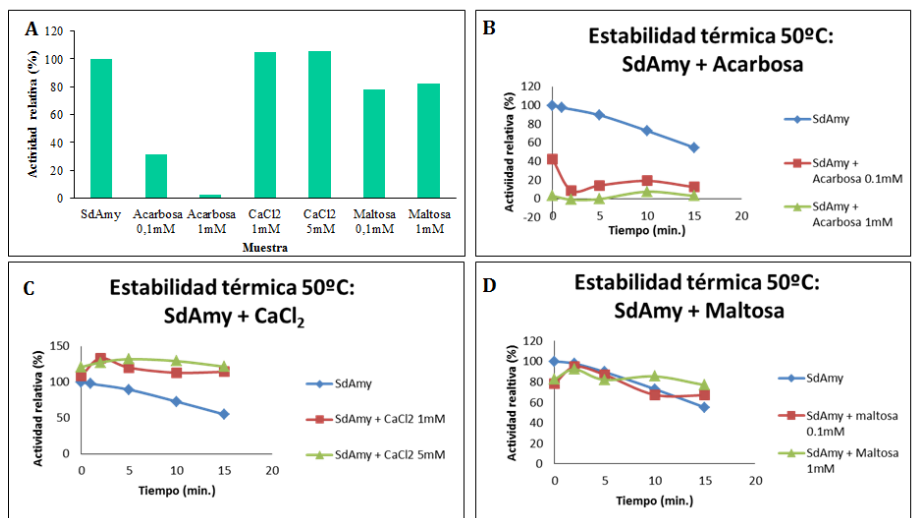 A
Actividad relativa (%)
120
100
80
60
40
20
0
SdAmy
Acarbosa
0,1mM
Acarbosa
1mM
CaCl2
1mM
CaCl2
5mM
Maltosa
0,1mM
Maltosa
1mM
Muestra
B
Estabilidad térmica 50ºC:
SdAmy + Acarbosa
Activiidad relativa (%)
120
100
80
60
40
20
0
-20
0
5
10
15
20
Tiempo (min.)
SdAmy
SdAmy +
Acarbosa 0.1mM
SdAmy +
Acarbosa 1mM
C
Estabilidad térmica 50ºC:
SdAmy + CaCl₂
Actividad relativa (%)
150
100
50
0
0
5
10
15
20
Tiempo (min.)
SdAmy
SdAmy + CaCl2 1mM
SdAmy + CaCl2 5mM
D
Estabilidad térmica 50ºC:
SdAmy + Maltosa
Actividad realtiva (%)
120
100
80
60
40
20
0
0
5
10
15
20
Tiempo (min.)
SdAmy
SdAmy + maltosa
0.1mM
SdAmy + Maltosa
1mM